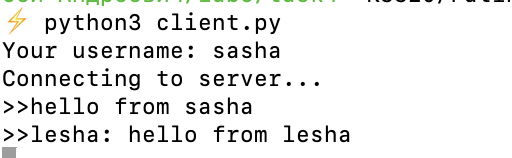 python3 client.py
Your username: sasha
Connecting to server...
>>hello from sasha
>>lesha: hello from lesha